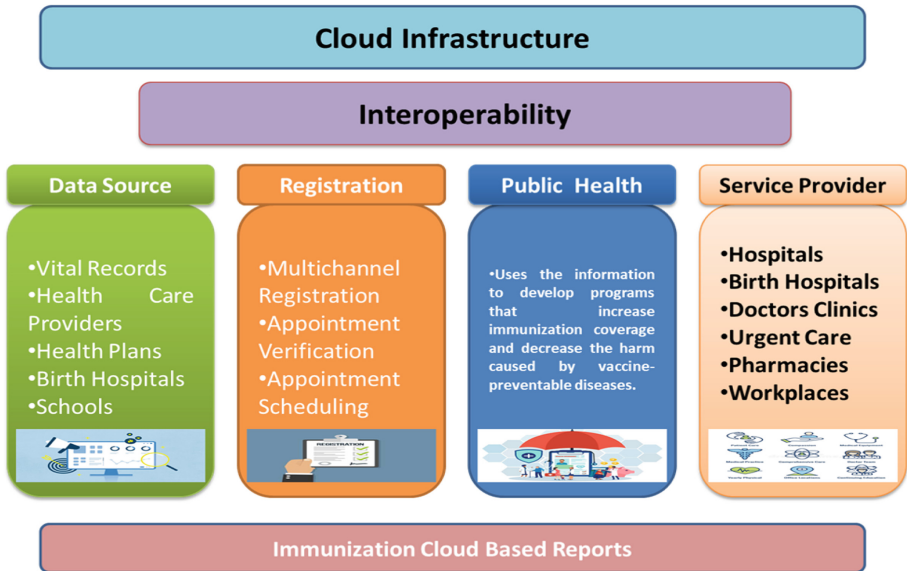 Cloud Infrastructure
Interoperability
Data Source
•Vital Records
•Health Care
Providers
•Health Plans
•Birth Hospitals
•Schools
Registration
•Multichannel
Registration
•Appointment
Verification
•Appointment
Scheduling
REGISTRATION
Public Health
•Uses the information
to develop programs
that increase
immunization coverage
and decrease the harm
caused by vaccine-
preventable diseases.
Service Provider
•Hospitals
•Birth Hospitals
•Doctors Clinics
•Urgent Care
•Pharmacies
•Workplaces
Immunization Cloud Based Reports